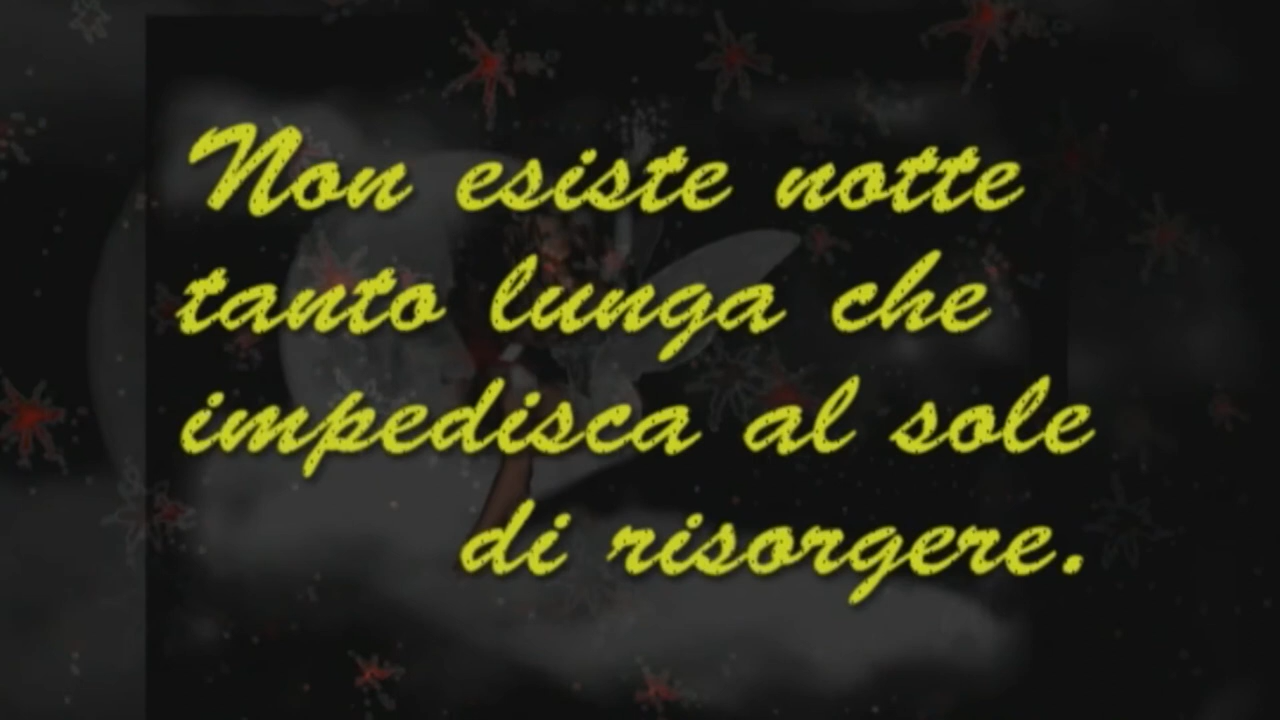 Non esiste notte
tanto lunga che
impedisca al sole
di risorgere.